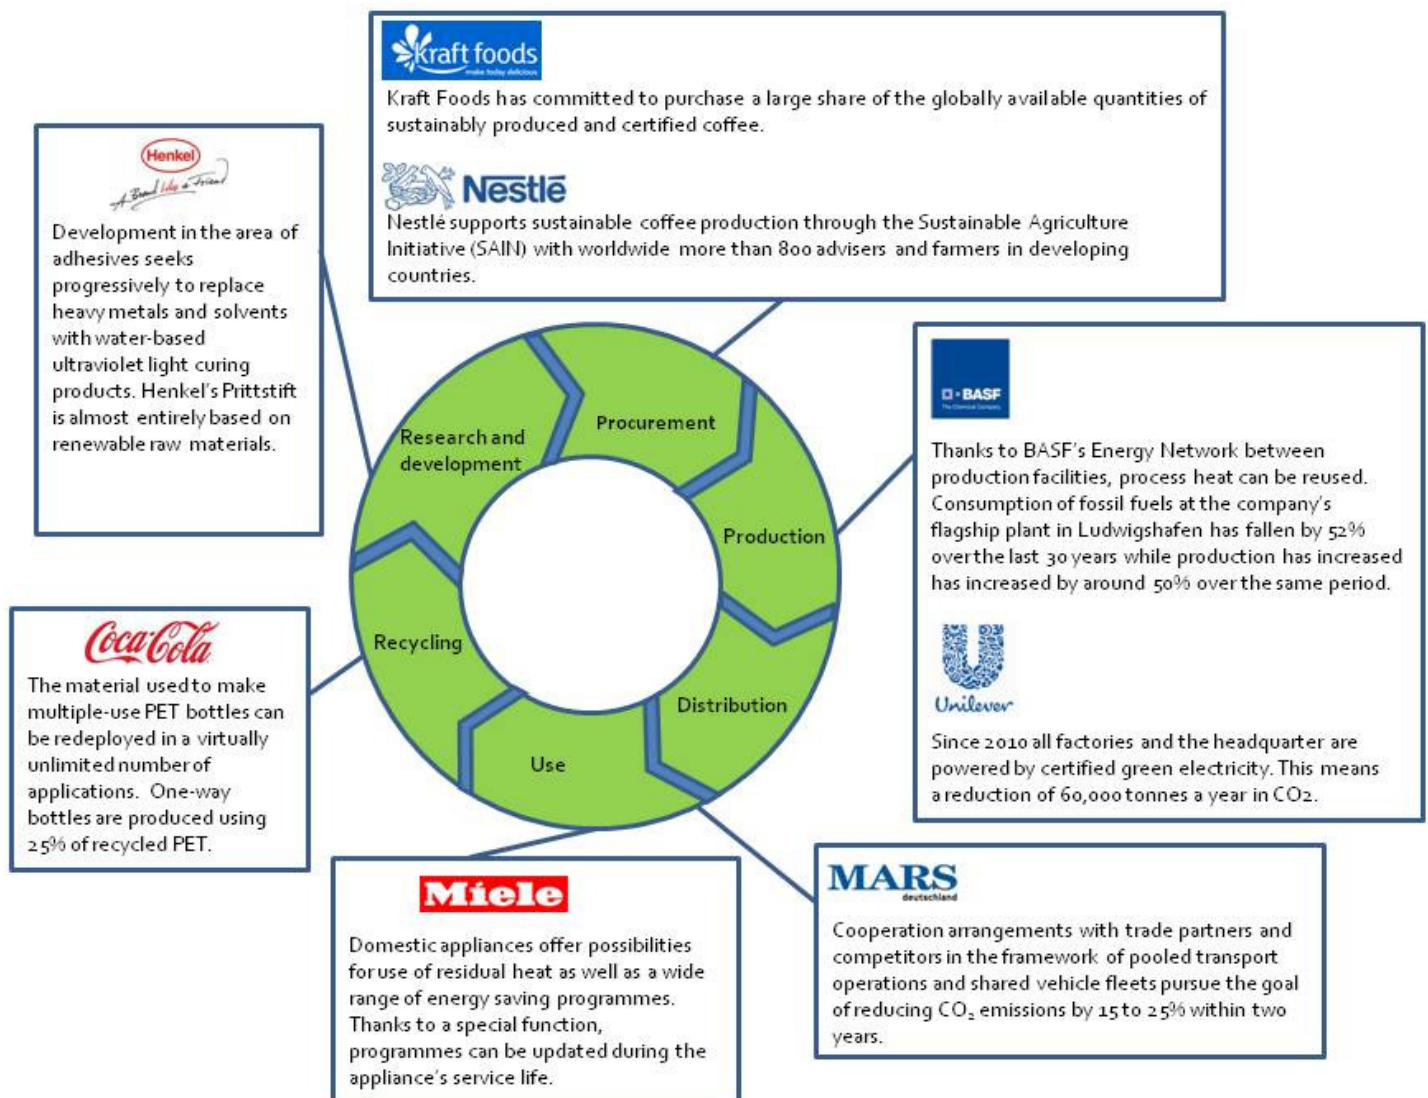 kraft foods
make today delicious
Kraft Foods has committed to purchase a large share of the globally available quantities of
sustainably produced and certified coffee.
Nestlé
Nestlé supports sustainable coffee production through the Sustainable Agriculture
Initiative (SAIN) with worldwide more than 800 advisers and farmers in developing
countries.
Henkel
A Brand like a Friend
Development in the area of
adhesives seeks
progressively to replace
heavy metals and solvents
with water-based
ultraviolet light curing
products. Henkel's Prittstift
is almost entirely based on
renewable raw materials.
BASF
The Chemical Company
Thanks to BASF's Energy Network between
production facilities, process heat can be reused.
Consumption of fossil fuels at the company's
flagship plant in Ludwigshafen has fallen by 52%
over the last 30 years while production has increased
has increased by around 50% over the same period.
Unilever
Since 2010 all factories and the headquarter are
powered by certified green electricity. This means
a reduction of 60,000 tonnes a year in CO2.
Procurement
Research and
development
Production
Recycling
Distribution
Use
Coca-Cola
The material used to make
multiple-use PET bottles can
be redeployed in a virtually
unlimited number of
applications. One-way
bottles are produced using
25% of recycled PET.
Miele
Domestic appliances offer possibilities
for use of residual heat as well as a wide
range of energy saving programmes.
Thanks to a special function,
programmes can be updated during the
appliance's service life.
MARS
deutschland
Cooperation arrangements with trade partners and
competitors in the framework of pooled transport
operations and shared vehicle fleets pursue the goal
of reducing CO₂ emissions by 15 to 25% within two
years.